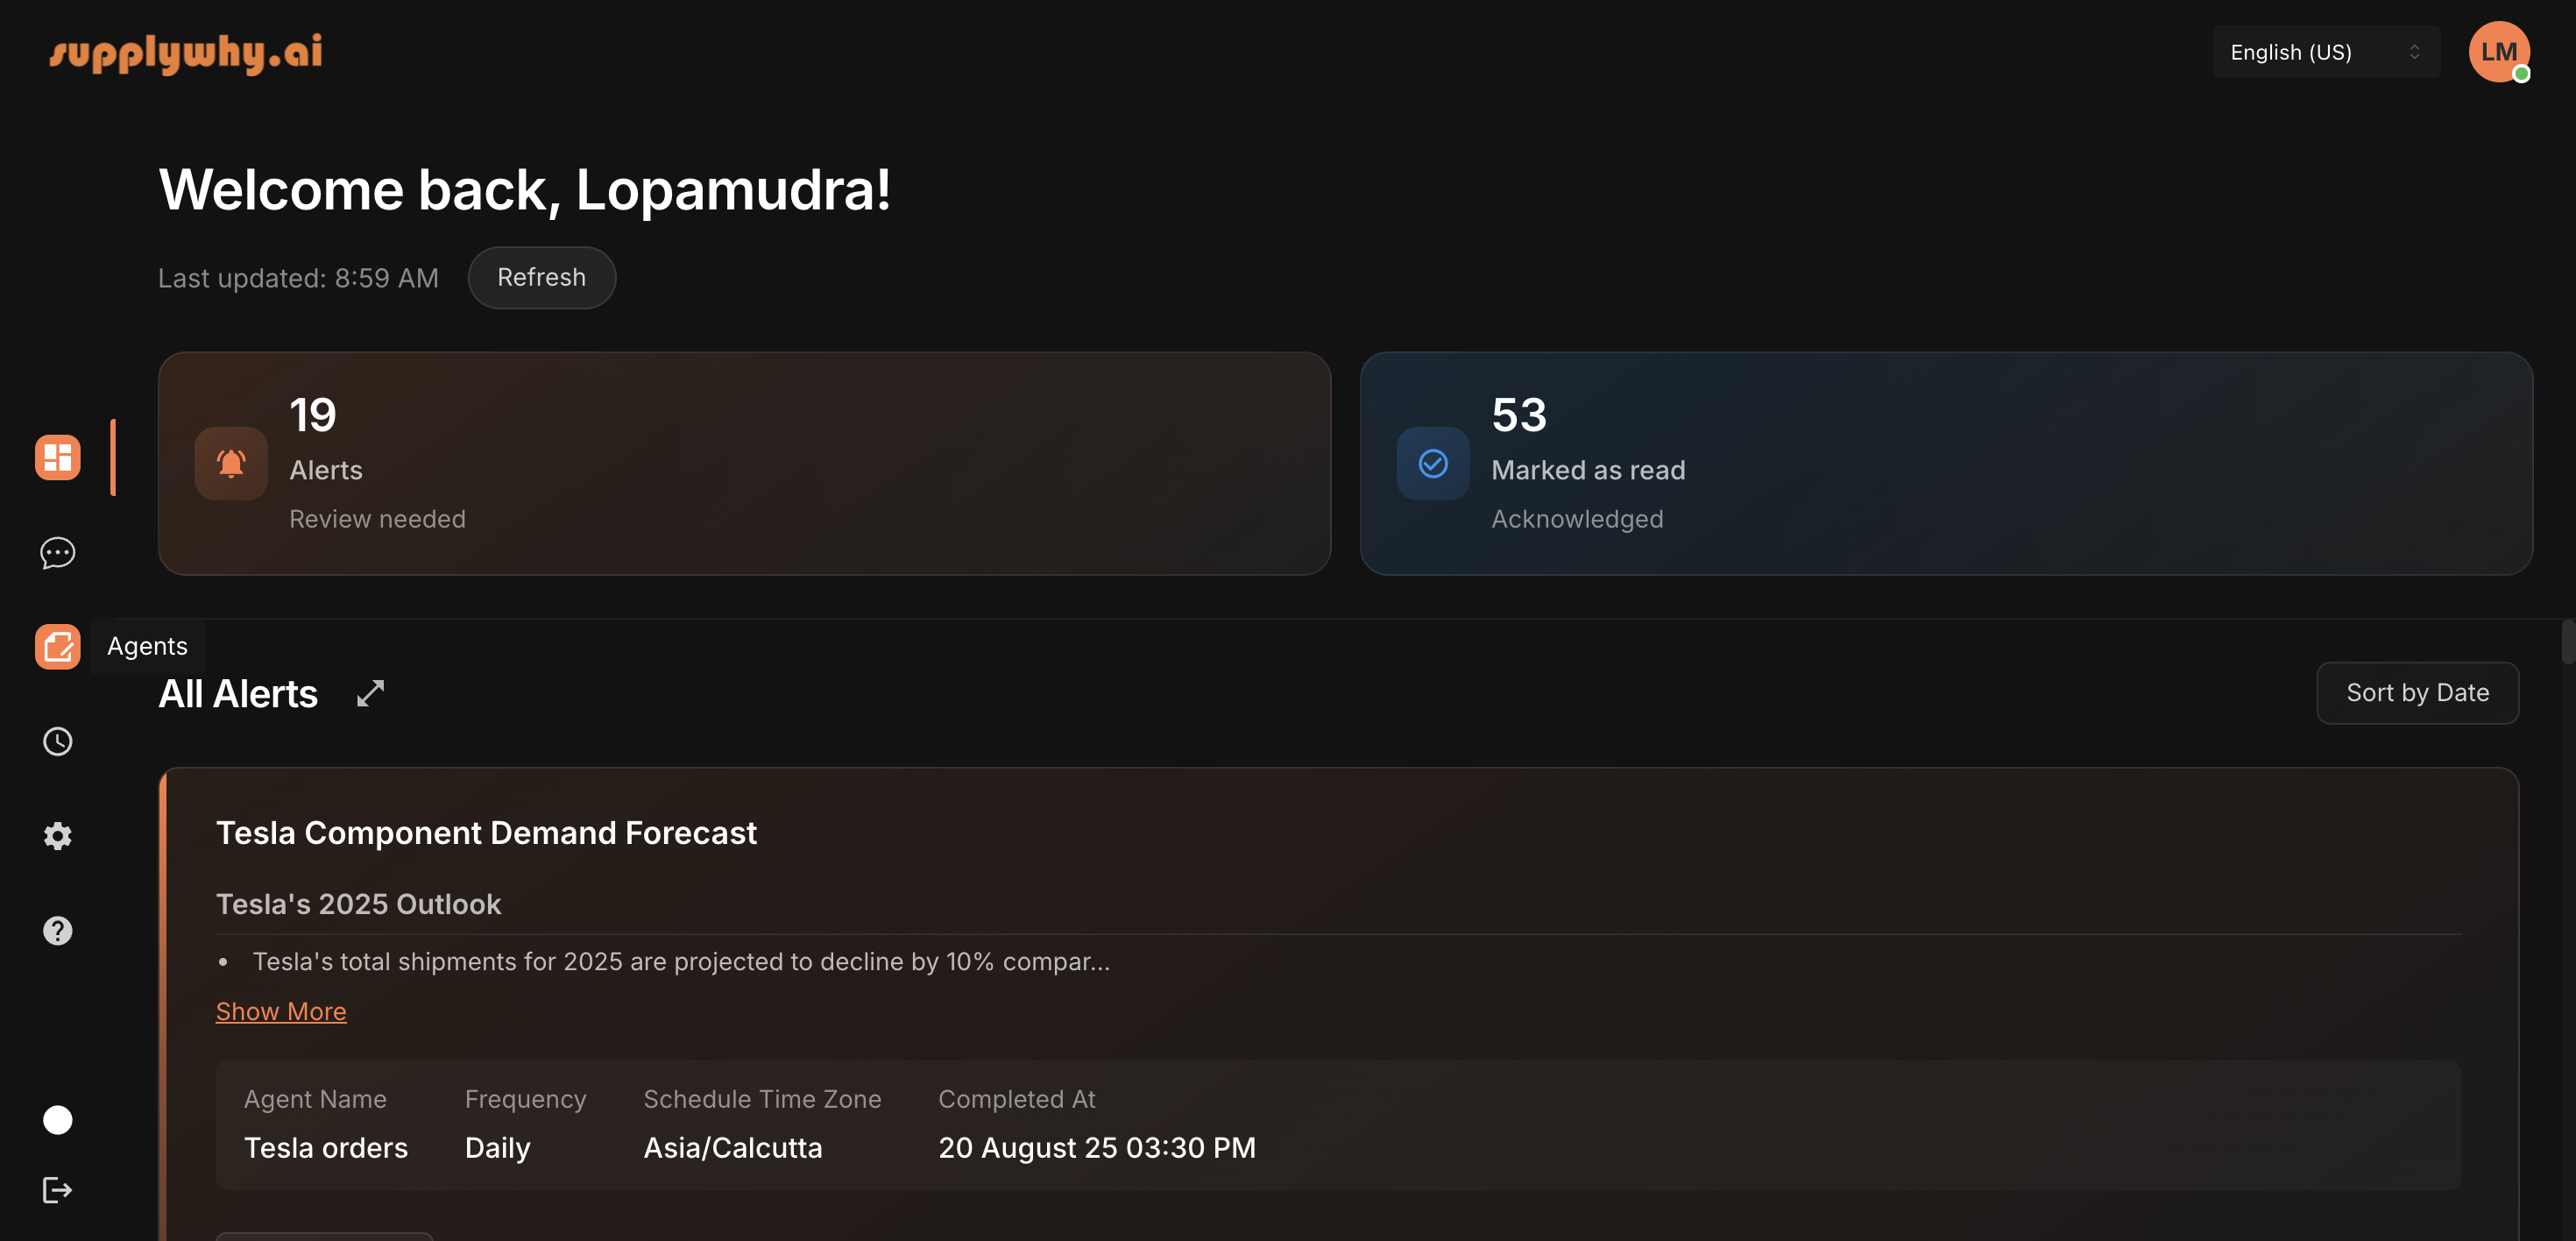 supplywhy.ai
English (US)
LM
Welcome back, Lopamudra!
Last updated: 8:59 AM
Refresh
19
Alerts
Review needed
53
Marked as read
Acknowledged
Agents
All Alerts
Sort by Date
Tesla Component Demand Forecast
Tesla's 2025 Outlook
• Tesla's total shipments for 2025 are projected to decline by 10% compar...
Show More
Agent Name Frequency Schedule Time Zone Completed At
Tesla orders Daily Asia/Calcutta 20 August 25 03:30 PM